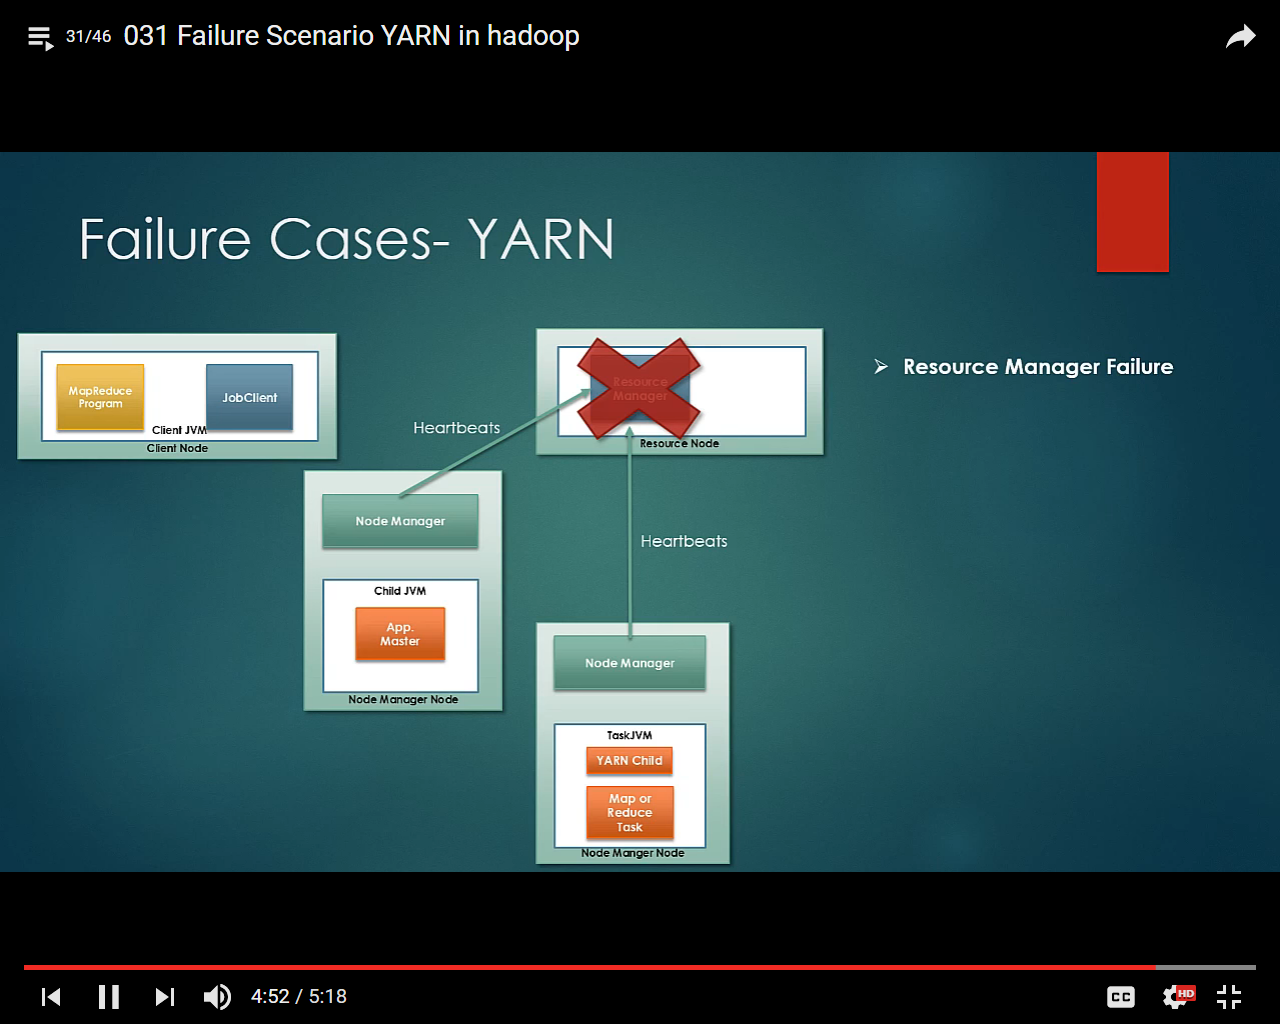 31/46 031 Failure Scenario YARN in hadoop
Failure Cases- YARN
MapReduce
Program
JobClient
Client JVM
Client Node
Heartbeats
Resource
Manager
Resource Node
Resource Manager Failure
Node Manager
Child JVM
App.
Master
Node Manager Node
Heartbeats
Node Manager
TaskJVM
YARN Child
Map or
Reduce
Task
Node Manger Node
4:52 / 5:18
CC
HD